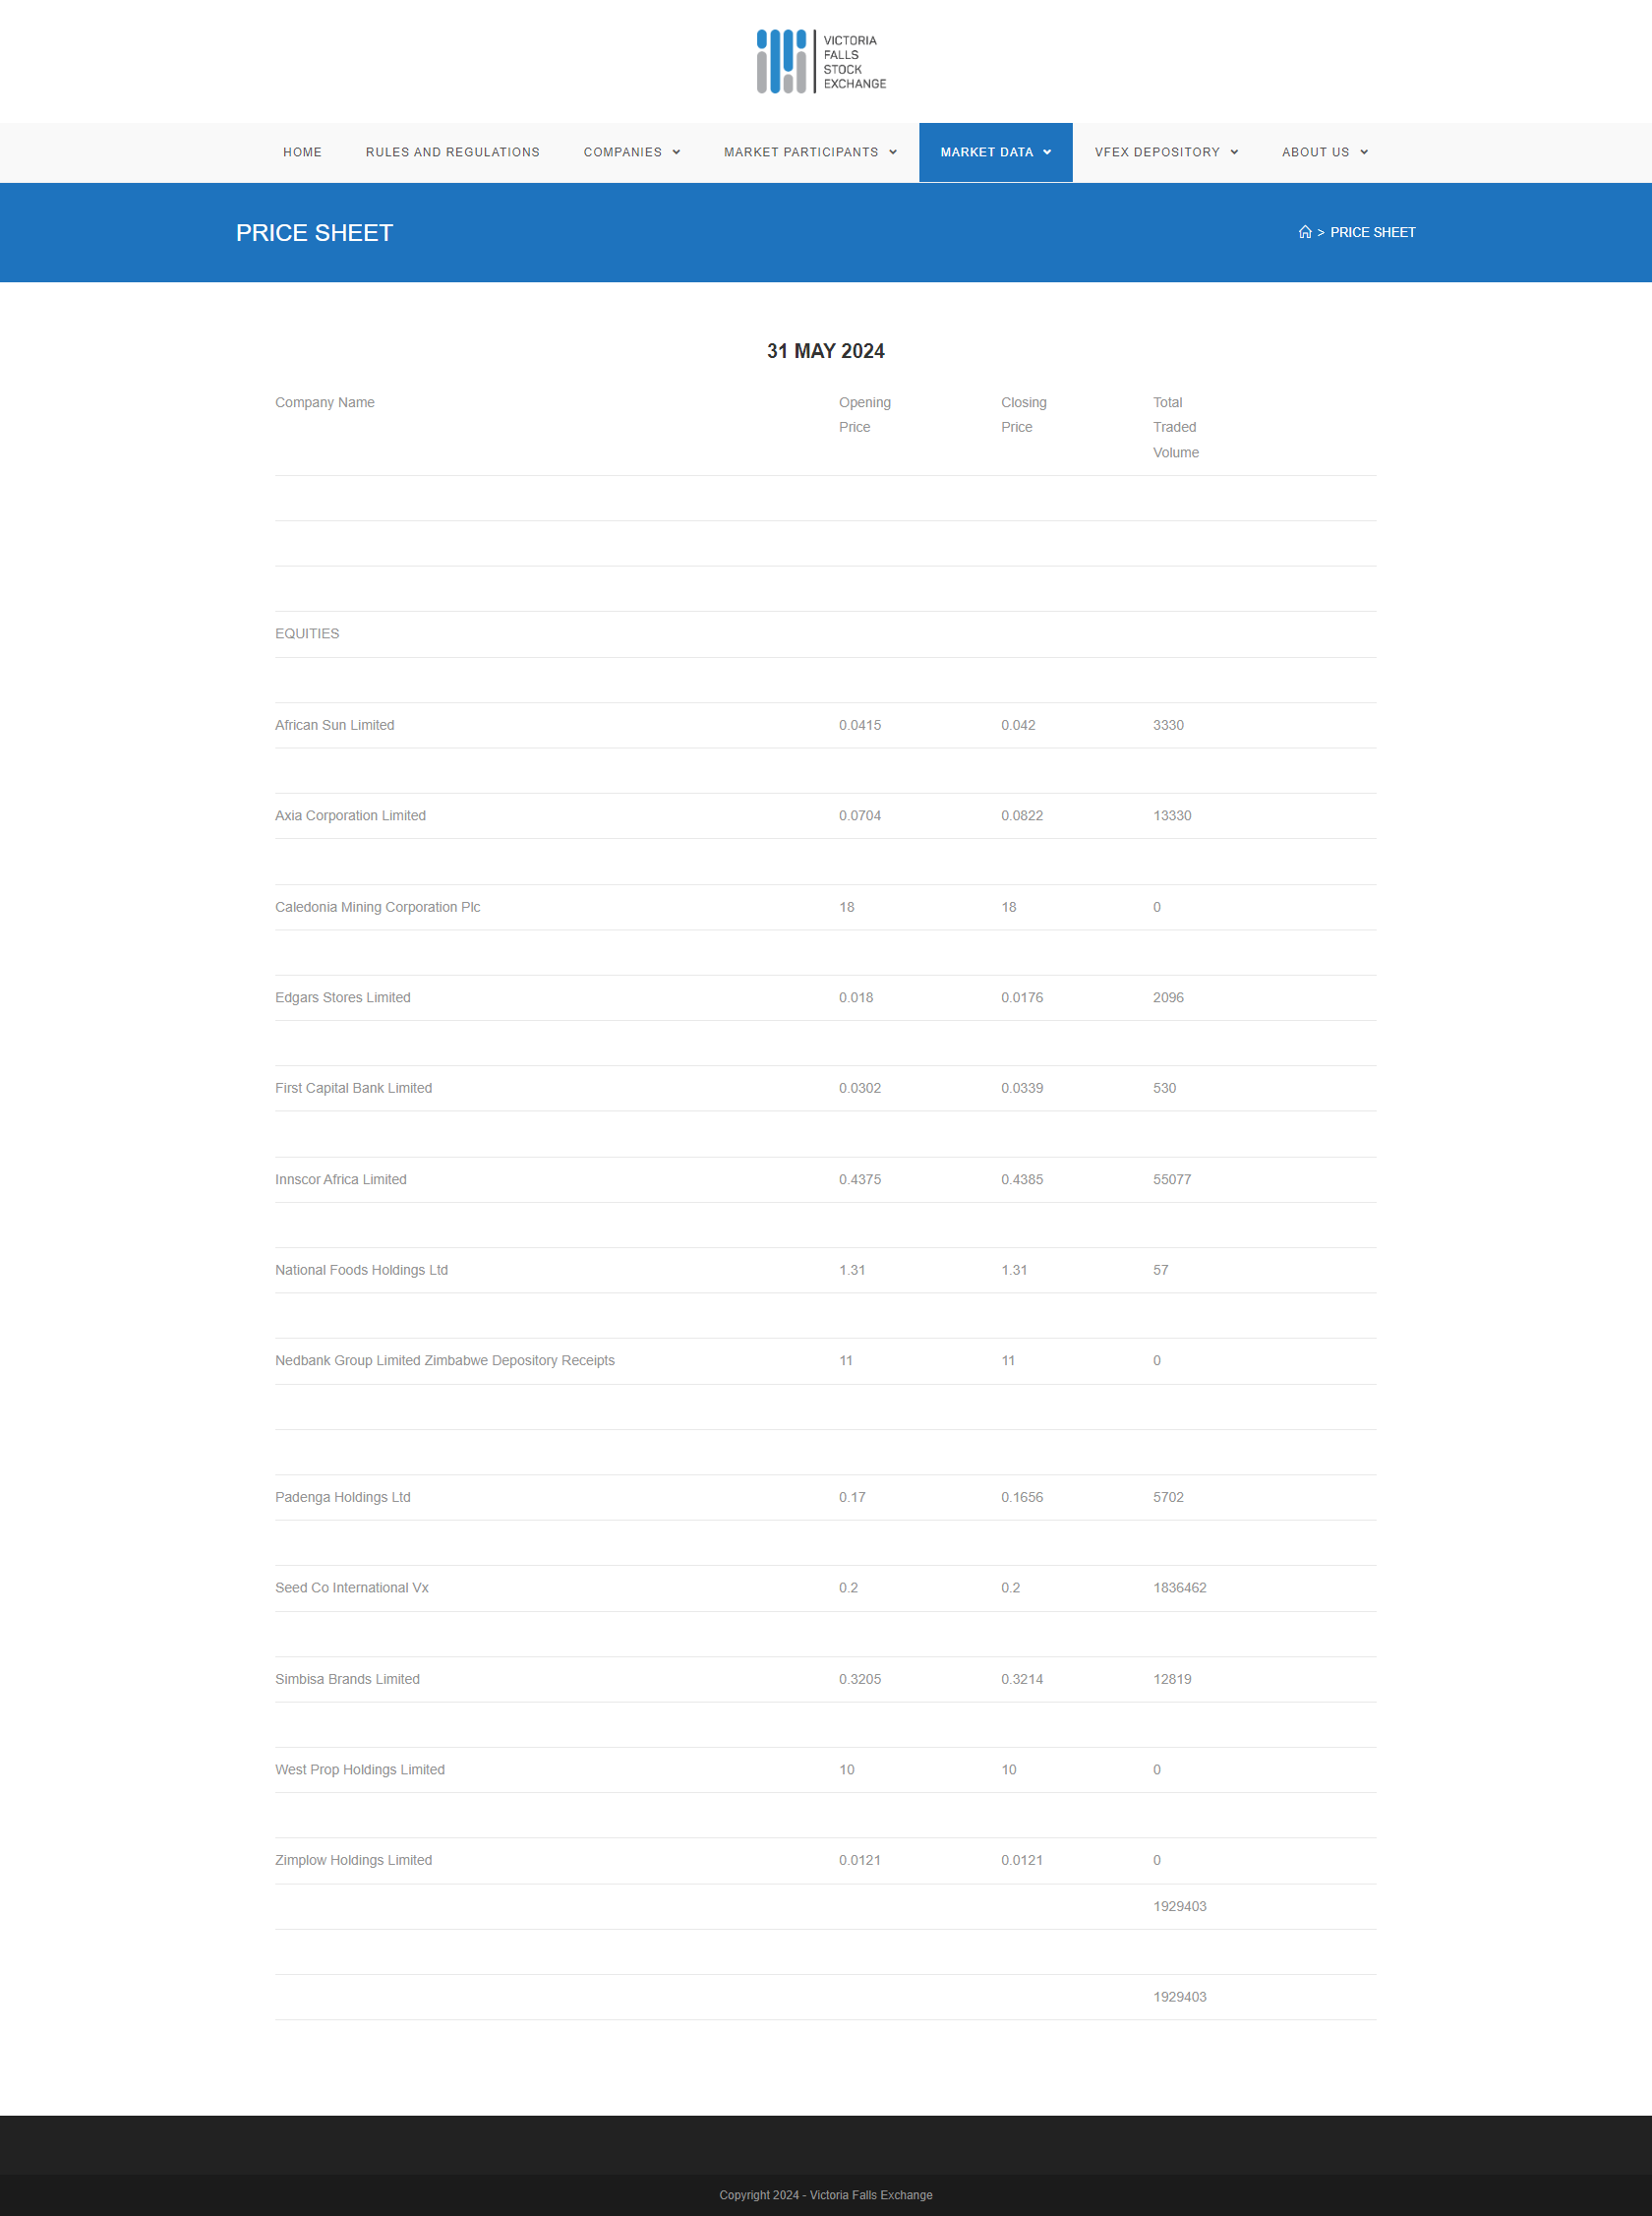 VICTORIA
FALLS
STOCK
EXCHANGE
HOME RULES AND REGULATIONS COMPANIES MARKET PARTICIPANTS MARKET DATA VFEX DEPOSITORY ABOUT US
PRICE SHEET > PRICE SHEET
31 MAY 2024
Company Name Opening Price Closing Price Total Traded Volume
EQUITIES
African Sun Limited 0.0415 0.042 3330
Axia Corporation Limited 0.0704 0.0822 13330
Caledonia Mining Corporation Plc 18 18 0
Edgars Stores Limited 0.018 0.0176 2096
First Capital Bank Limited 0.0302 0.0339 530
Innscor Africa Limited 0.4375 0.4385 55077
National Foods Holdings Ltd 1.31 1.31 57
Nedbank Group Limited Zimbabwe Depository Receipts 11 11 0
Padenga Holdings Ltd 0.17 0.1656 5702
Seed Co International Vx 0.2 0.2 1836462
Simbisa Brands Limited 0.3205 0.3214 12819
West Prop Holdings Limited 10 10 0
Zimplow Holdings Limited 0.0121 0.0121 0
1929403
1929403
Copyright 2024 - Victoria Falls Exchange